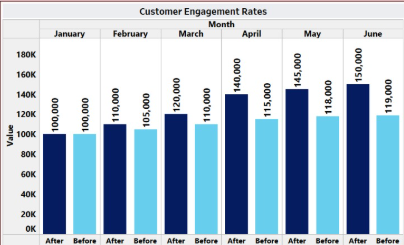 Customer Engagement Rates
Month
January February March April May June
Value
180K
160K
140K
120K
100K
80K
60K
40K
20K
0K
100,000 100,000 110,000 105,000 120,000 110,000 140,000 115,000 145,000 118,000 150,000 119,000
After Before After Before After Before After Before After Before After Before